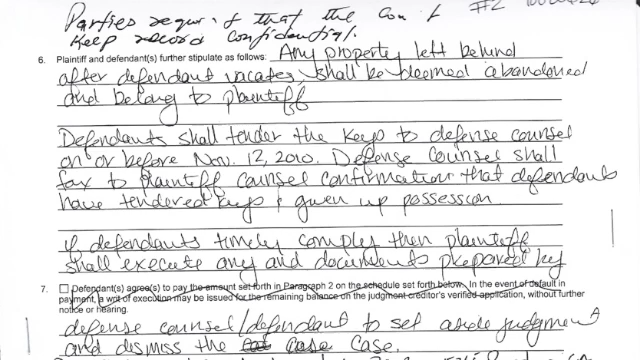 Parties request that the Court #2
Keep record confidential.
6. Plaintiff and defendant(s) further stipulate as follows: Any property left behind
after defendant vacates, shall be deemed abandoned
and belong to plaintiff
Defendants shall tender the keys to defense counsel
on or before Nov. 12, 2010. Defense counsel shall
fax to plaintiff counsel confirmation that defendants
have tendered keys & given up possession
if defendants timely comply then plaintiff
shall execute any and documents prepared by
7. Defendant(s) agree(s) to pay the amount set forth in Paragraph 2 on the schedule set forth below. In the event of default in
payment, a writ of execution may be issued for the remaining balance on the judgment creditor's verified application, without further
notice or hearing.
defense counsel/defendant to set aside judgment
and dismiss the case case.